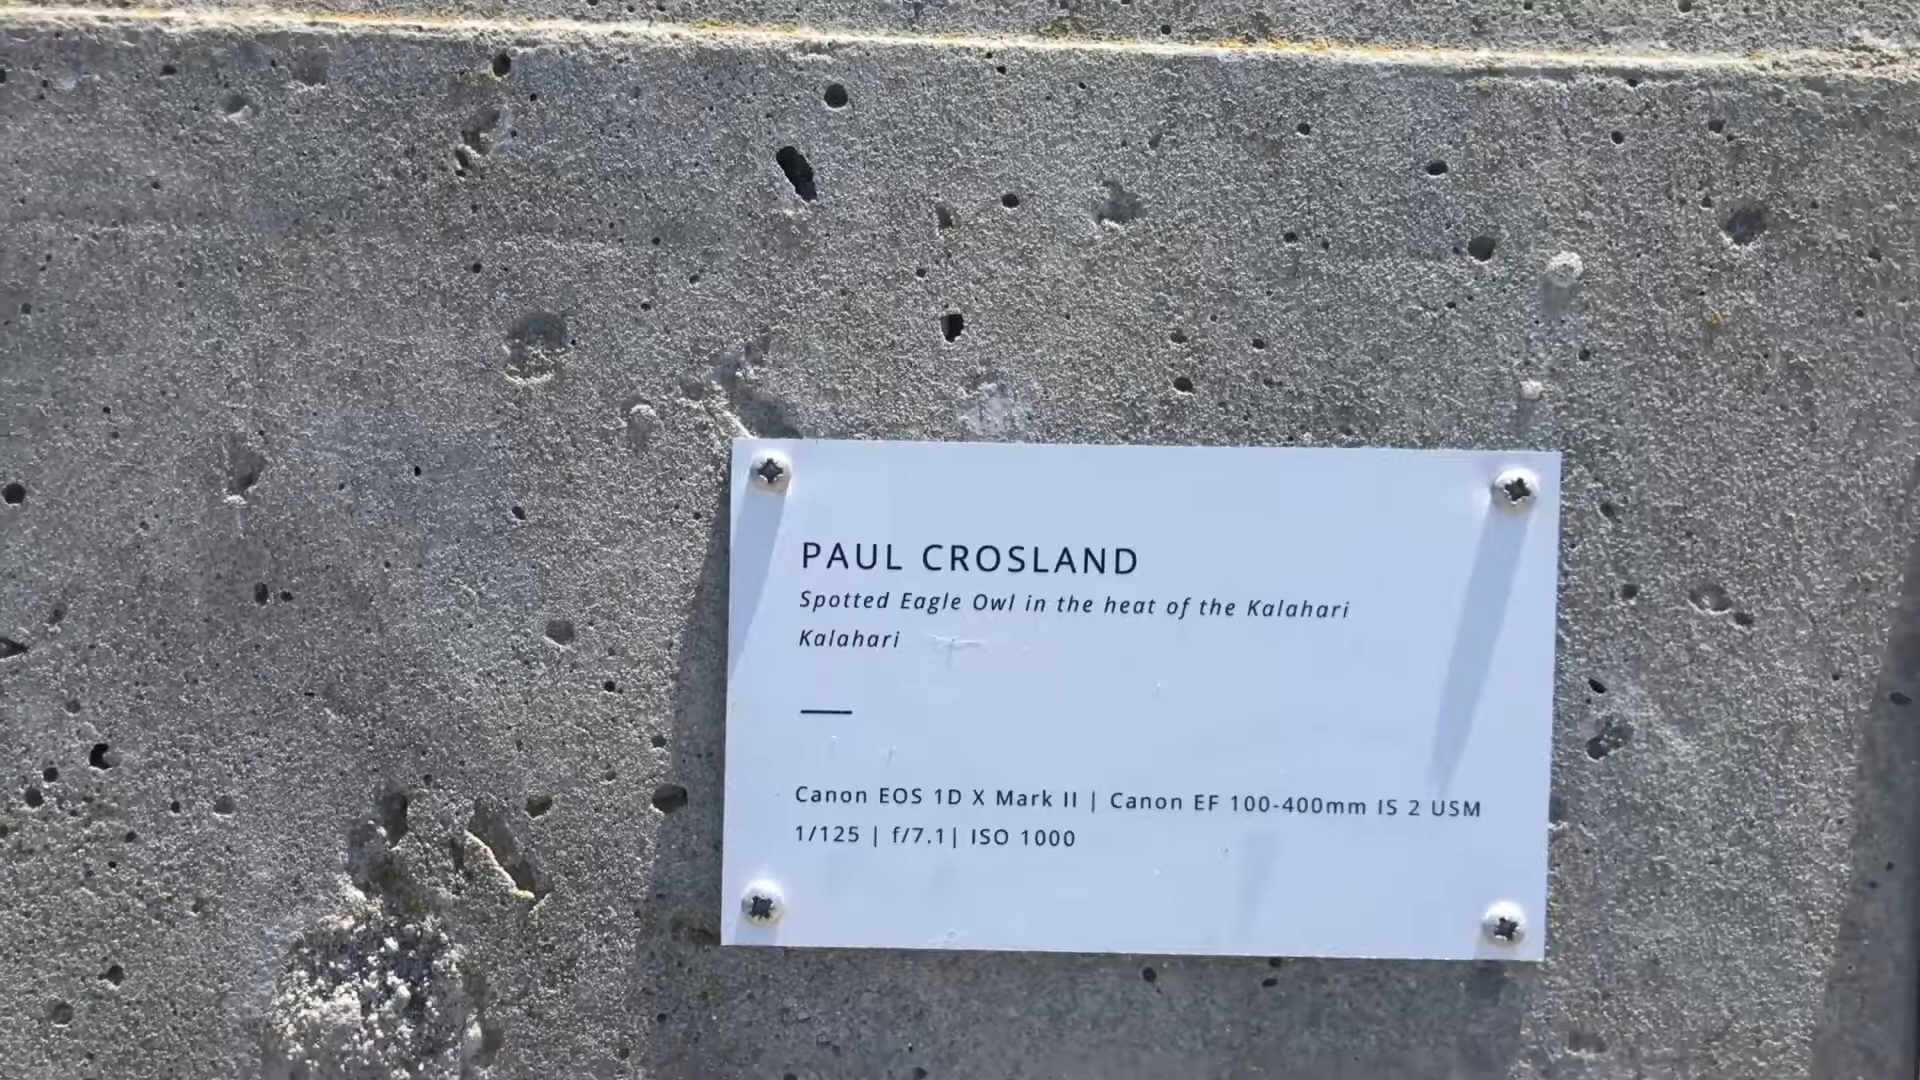 PAUL CROSLAND
Spotted Eagle Owl in the heat of the Kalahari
Kalahari
Canon EOS 1D X Mark II | Canon EF 100-400mm IS 2 USM
1/125 | f/7.1| ISO 1000